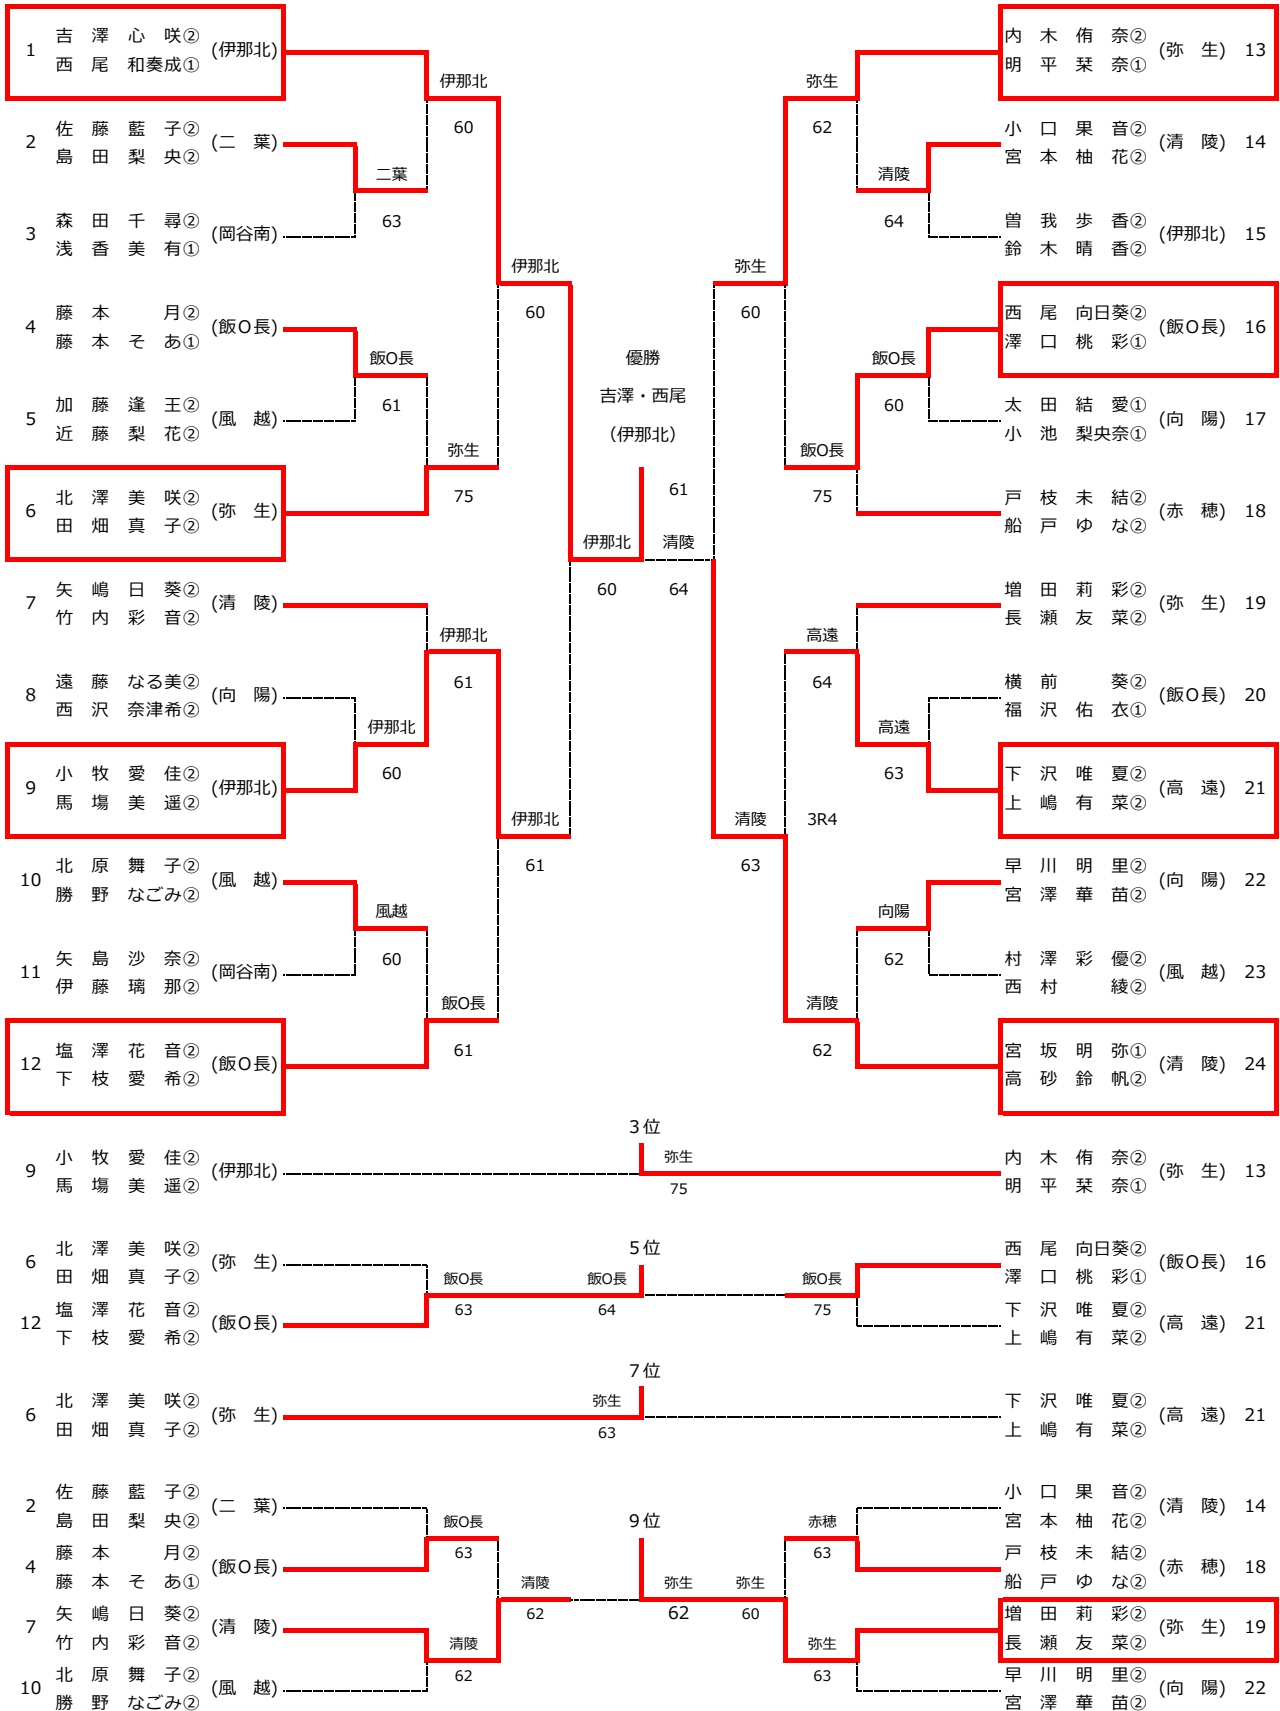 1 吉澤心咲② 西尾和奏成① (伊那北)
2 佐藤藍子② 島田梨央② (二葉)
3 森田千尋② 浅香美有① (岡谷南)
4 藤本月② 藤本そあ① (飯O長)
5 加藤逢王② 近藤梨花② (風越)
6 北澤美咲② 田畑真子② (弥生)
7 矢嶋日葵② 竹内彩音② (清陵)
8 遠藤なる美② 西沢奈津希② (向陽)
9 小牧愛佳② 馬塲美遥② (伊那北)
10 北原舞子② 勝野なごみ② (風越)
11 矢島沙奈② 伊藤璃那② (岡谷南)
12 塩澤花音② 下枝愛希② (飯O長)
伊那北 60
二葉 63
伊那北 60
飯O長 61
弥生 75
伊那北 60
伊那北 61
伊那北 60
伊那北 61
風越 60
飯O長 61
優勝
吉澤・西尾
(伊那北)
61
清陵 64
弥生 62
清陵 64
弥生 60
飯O長 60
飯O長 75
高遠 64
高遠 63
清陵 63
3R4
向陽 62
清陵 62
内木侑奈② 明平栞奈① (弥生) 13
小口果音② 宮本柚花② (清陵) 14
曽我歩香② 鈴木晴香② (伊那北) 15
西尾向日葵② 澤口桃彩① (飯O長) 16
太田結愛① 小池梨央奈① (向陽) 17
戸枝未結② 船戸ゆな② (赤穂) 18
増田莉彩② 長瀬友菜② (弥生) 19
横前葵② 福沢佑衣① (飯O長) 20
下沢唯夏② 上嶋有菜② (高遠) 21
早川明里② 宮澤華苗② (向陽) 22
村澤彩優② 西村綾② (風越) 23
宮坂明弥① 高砂鈴帆② (清陵) 24
3位
9 小牧愛佳② 馬塲美遥② (伊那北)
弥生 75
内木侑奈② 明平栞奈① (弥生) 13
5位
6 北澤美咲② 田畑真子② (弥生)
12 塩澤花音② 下枝愛希② (飯O長)
飯O長 63
飯O長 64
飯O長 75
西尾向日葵② 澤口桃彩① (飯O長) 16
下沢唯夏② 上嶋有菜② (高遠) 21
7位
6 北澤美咲② 田畑真子② (弥生)
弥生 63
下沢唯夏② 上嶋有菜② (高遠) 21
9位
2 佐藤藍子② 島田梨央② (二葉)
4 藤本月② 藤本そあ① (飯O長)
7 矢嶋日葵② 竹内彩音② (清陵)
10 北原舞子② 勝野なごみ② (風越)
飯O長 63
清陵 62
清陵 62
弥生 62
弥生 60
赤穂 63
弥生 63
小口果音② 宮本柚花② (清陵) 14
戸枝未結② 船戸ゆな② (赤穂) 18
増田莉彩② 長瀬友菜② (弥生) 19
早川明里② 宮澤華苗② (向陽) 22